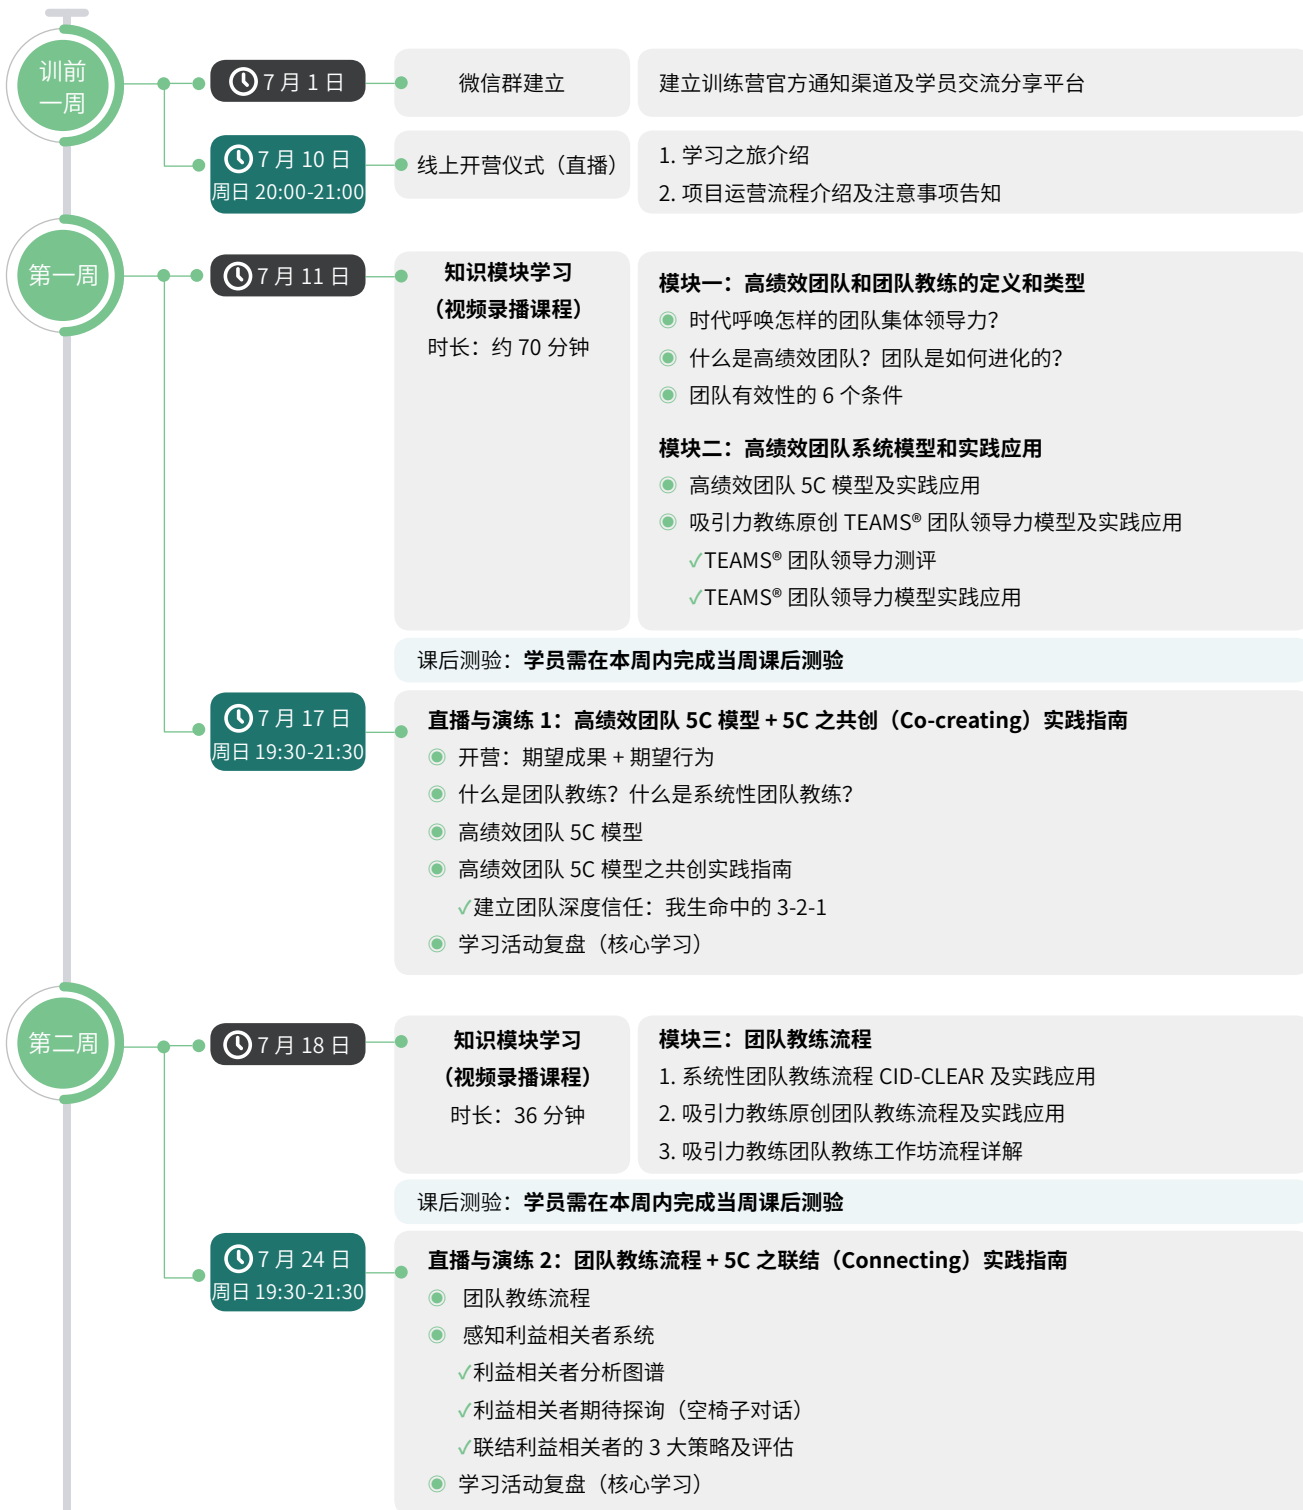 训前
一周
7 月 1 日
微信群建立
建立训练营官方通知渠道及学员交流分享平台
7 月 10 日
周日 20:00-21:00
线上开营仪式（直播）
1. 学习之旅介绍
2. 项目运营流程介绍及注意事项告知
第一周
7 月 11 日
知识模块学习
（视频录播课程）
时长：约 70 分钟
模块一：高绩效团队和团队教练的定义和类型
时代呼唤怎样的团队集体领导力？
什么是高绩效团队？团队是如何进化的？
团队有效性的 6 个条件
模块二：高绩效团队系统模型和实践应用
高绩效团队 5C 模型及实践应用
吸引力教练原创 TEAMS® 团队领导力模型及实践应用
✓TEAMS® 团队领导力测评
✓TEAMS® 团队领导力模型实践应用
课后测验：学员需在本周内完成当周课后测验
7 月 17 日
周日 19:30-21:30
直播与演练 1：高绩效团队 5C 模型 + 5C 之共创（Co-creating）实践指南
开营：期望成果 + 期望行为
什么是团队教练？什么是系统性团队教练？
高绩效团队 5C 模型
高绩效团队 5C 模型之共创实践指南
✓建立团队深度信任：我生命中的 3-2-1
学习活动复盘（核心学习）
第二周
7 月 18 日
知识模块学习
（视频录播课程）
时长：36 分钟
模块三：团队教练流程
1. 系统性团队教练流程 CID-CLEAR 及实践应用
2. 吸引力教练原创团队教练流程及实践应用
3. 吸引力教练团队教练工作坊流程详解
课后测验：学员需在本周内完成当周课后测验
7 月 24 日
周日 19:30-21:30
直播与演练 2：团队教练流程 + 5C 之联结（Connecting）实践指南
团队教练流程
感知利益相关者系统
✓利益相关者分析图谱
✓利益相关者期待探询（空椅子对话）
✓联结利益相关者的 3 大策略及评估
学习活动复盘（核心学习）